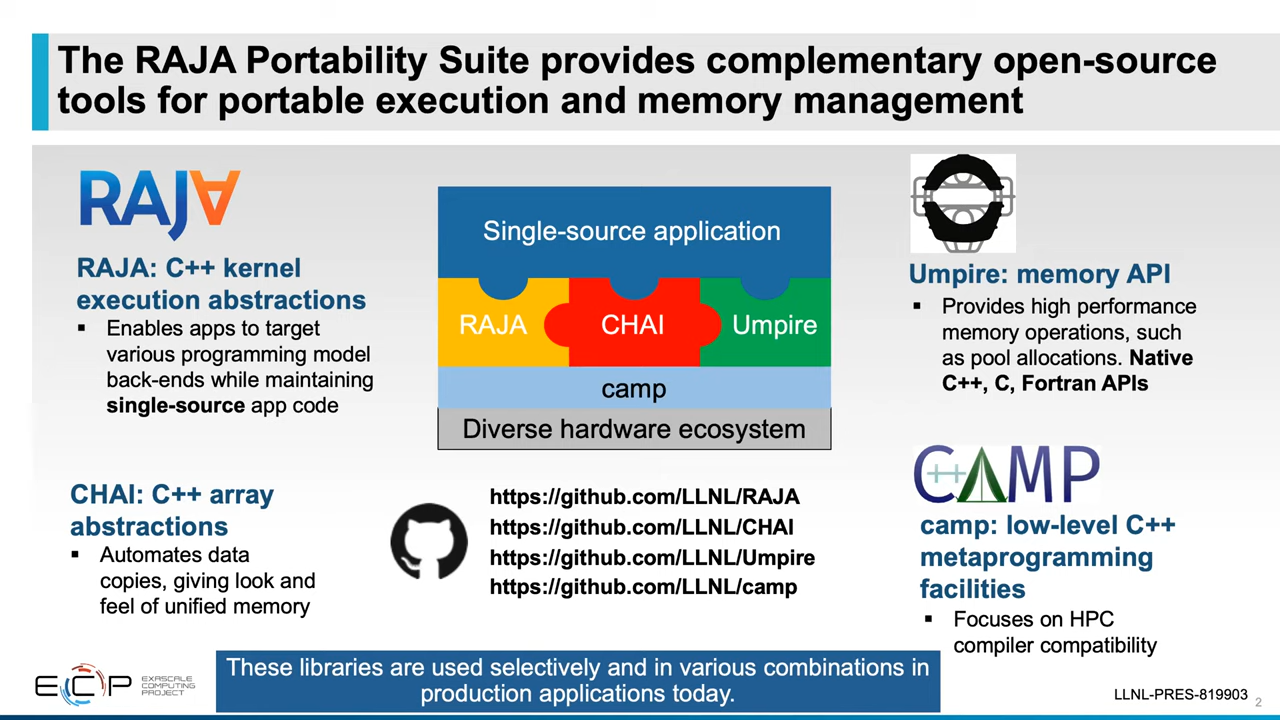 The RAJA Portability Suite provides complementary open-source
tools for portable execution and memory management
RAJA
RAJA: C++ kernel
execution abstractions
▪ Enables apps to target
various programming model
back-ends while maintaining
single-source app code
CHAI: C++ array
abstractions
▪ Automates data
copies, giving look and
feel of unified memory
Single-source application
RAJA
CHAI
Umpire
camp
Diverse hardware ecosystem
https://github.com/LLNL/RAJA
https://github.com/LLNL/CHAI
https://github.com/LLNL/Umpire
https://github.com/LLNL/camp
Umpire: memory API
▪ Provides high performance
memory operations, such
as pool allocations. Native
C++, C, Fortran APIs
C++AMP
camp: low-level C++
metaprogramming
facilities
▪ Focuses on HPC
compiler compatibility
ECP
EXASCALE
COMPUTING
PROJECT
These libraries are used selectively and in various combinations in
production applications today.
LLNL-PRES-819903
2